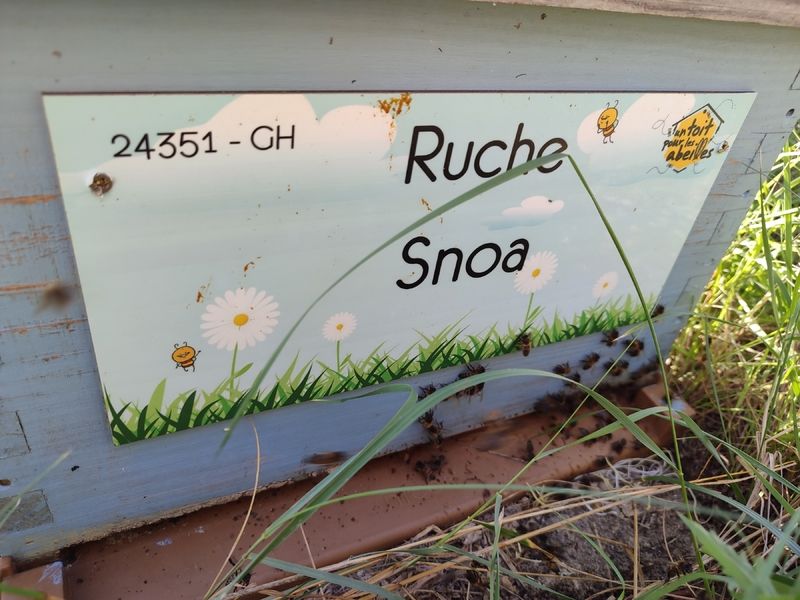 24351 - GH
Ruche
Snoa
Un toit
pour les
abeilles